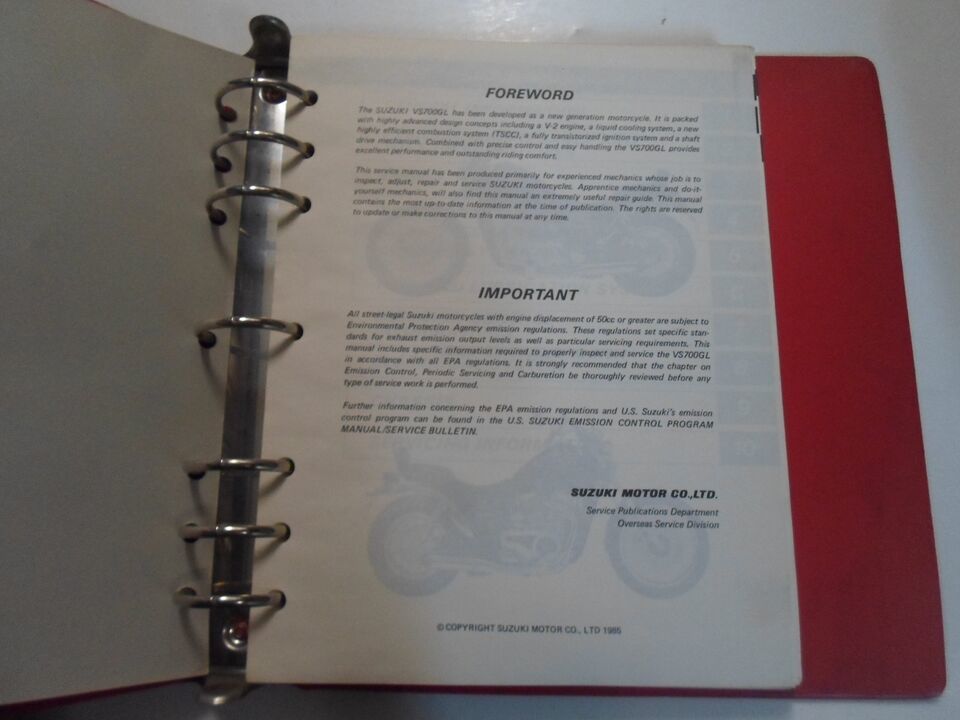 FOREWORD
The SUZUKI VS700GL has been developed as a new generation motorcycle. It is packed
with highly advanced design concepts including a V-2 engine, a liquid cooling system, a new
highly efficient combustion system (TSCC), a fully transistorized ignition system and a shaft
drive mechanism. Combined with precise control and easy handling the VS700GL provides
excellent performance and outstanding riding comfort.
This service manual has been produced primarily for experienced mechanics whose job is to
inspect, adjust, repair and service SUZUKI motorcycles. Apprentice mechanics and do-it-
yourself mechanics, will also find this manual an extremely useful repair guide. This manual
contains the most up-to-date information at the time of publication. The rights are reserved
to update or make corrections to this manual at any time.
IMPORTANT
All street-legal Suzuki motorcycles with engine displacement of 50cc or greater are subject to
Environmental Protection Agency emission regulations. These regulations set specific stan-
dards for exhaust emission output levels as well as particular servicing requirements. This
manual includes specific information required to properly inspect and service the VS700GL
in accordance with all EPA regulations. It is strongly recommended that the chapter on
Emission Control, Periodic Servicing and Carburetion be thoroughly reviewed before any
type of service work is performed.
Further information concerning the EPA emission regulations and U.S. Suzuki's emission
control program can be found in the U.S. SUZUKI EMISSION CONTROL PROGRAM
MANUAL/SERVICE BULLETIN.
SUZUKI MOTOR CO.,LTD.
Service Publications Department
Overseas Service Division
© COPYRIGHT SUZUKI MOTOR CO., LTD 1985